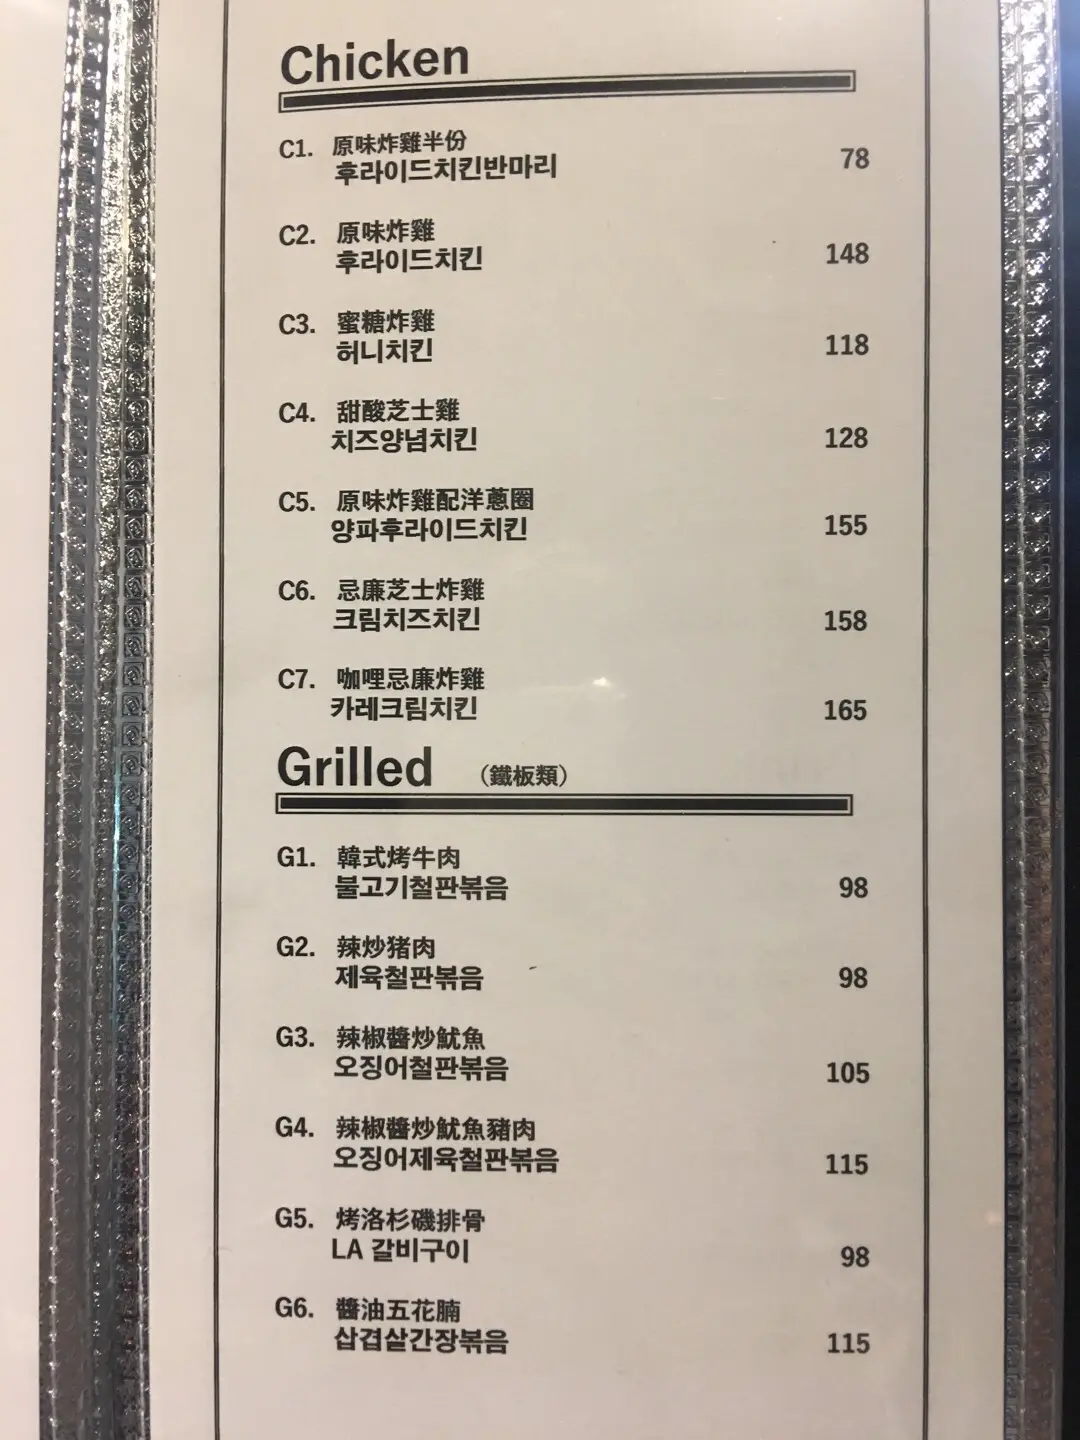 Chicken
C1. 原味炸雞半份
후라이드치킨반마리 78
C2. 原味炸雞
후라이드치킨 148
C3. 蜜糖炸雞
허니치킨 118
C4. 甜酸芝士雞
치즈양념치킨 128
C5. 原味炸雞配洋蔥圈
양파후라이드치킨 155
C6. 忌廉芝士炸雞
크림치즈치킨 158
C7. 咖哩忌廉炸雞
카레크림치킨 165
Grilled （鐵板類）
G1. 韓式烤牛肉
불고기철판볶음 98
G2. 辣炒猪肉
제육철판볶음 98
G3. 辣椒醬炒魷魚
오징어철판볶음 105
G4. 辣椒醬炒魷魚豬肉
오징어제육철판볶음 115
G5. 烤洛杉磯排骨
LA 갈비구이 98
G6. 醬油五花腩
삽겹살간장볶음 115